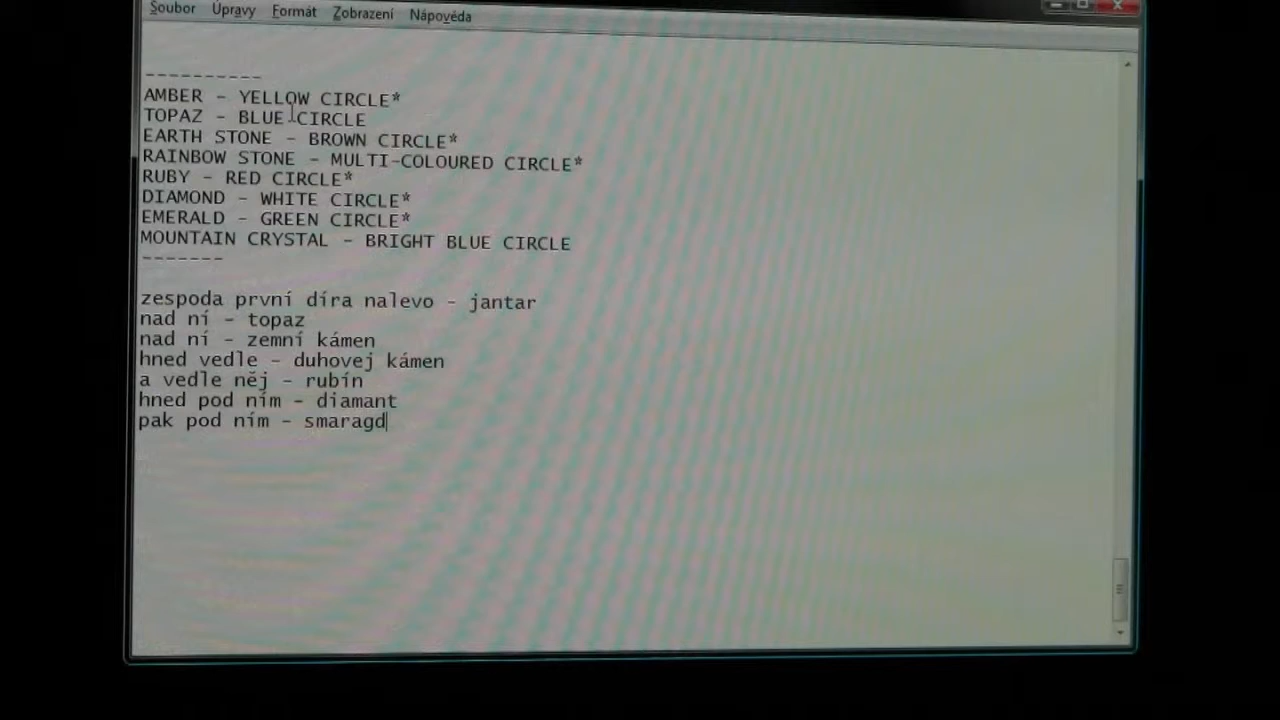 Soubor Úpravy Formát Zobrazení Nápověda
----------
AMBER - YELLOW CIRCLE*
TOPAZ - BLUE CIRCLE
EARTH STONE - BROWN CIRCLE*
RAINBOW STONE - MULTI-COLOURED CIRCLE*
RUBY - RED CIRCLE*
DIAMOND - WHITE CIRCLE*
EMERALD - GREEN CIRCLE*
MOUNTAIN CRYSTAL - BRIGHT BLUE CIRCLE
-------
zespoda první díra nalevo - jantar
nad ní - topaz
nad ní - zemní kámen
hned vedle - duhovej kámen
a vedle něj - rubín
hned pod ním - diamant
pak pod ním - smaragd